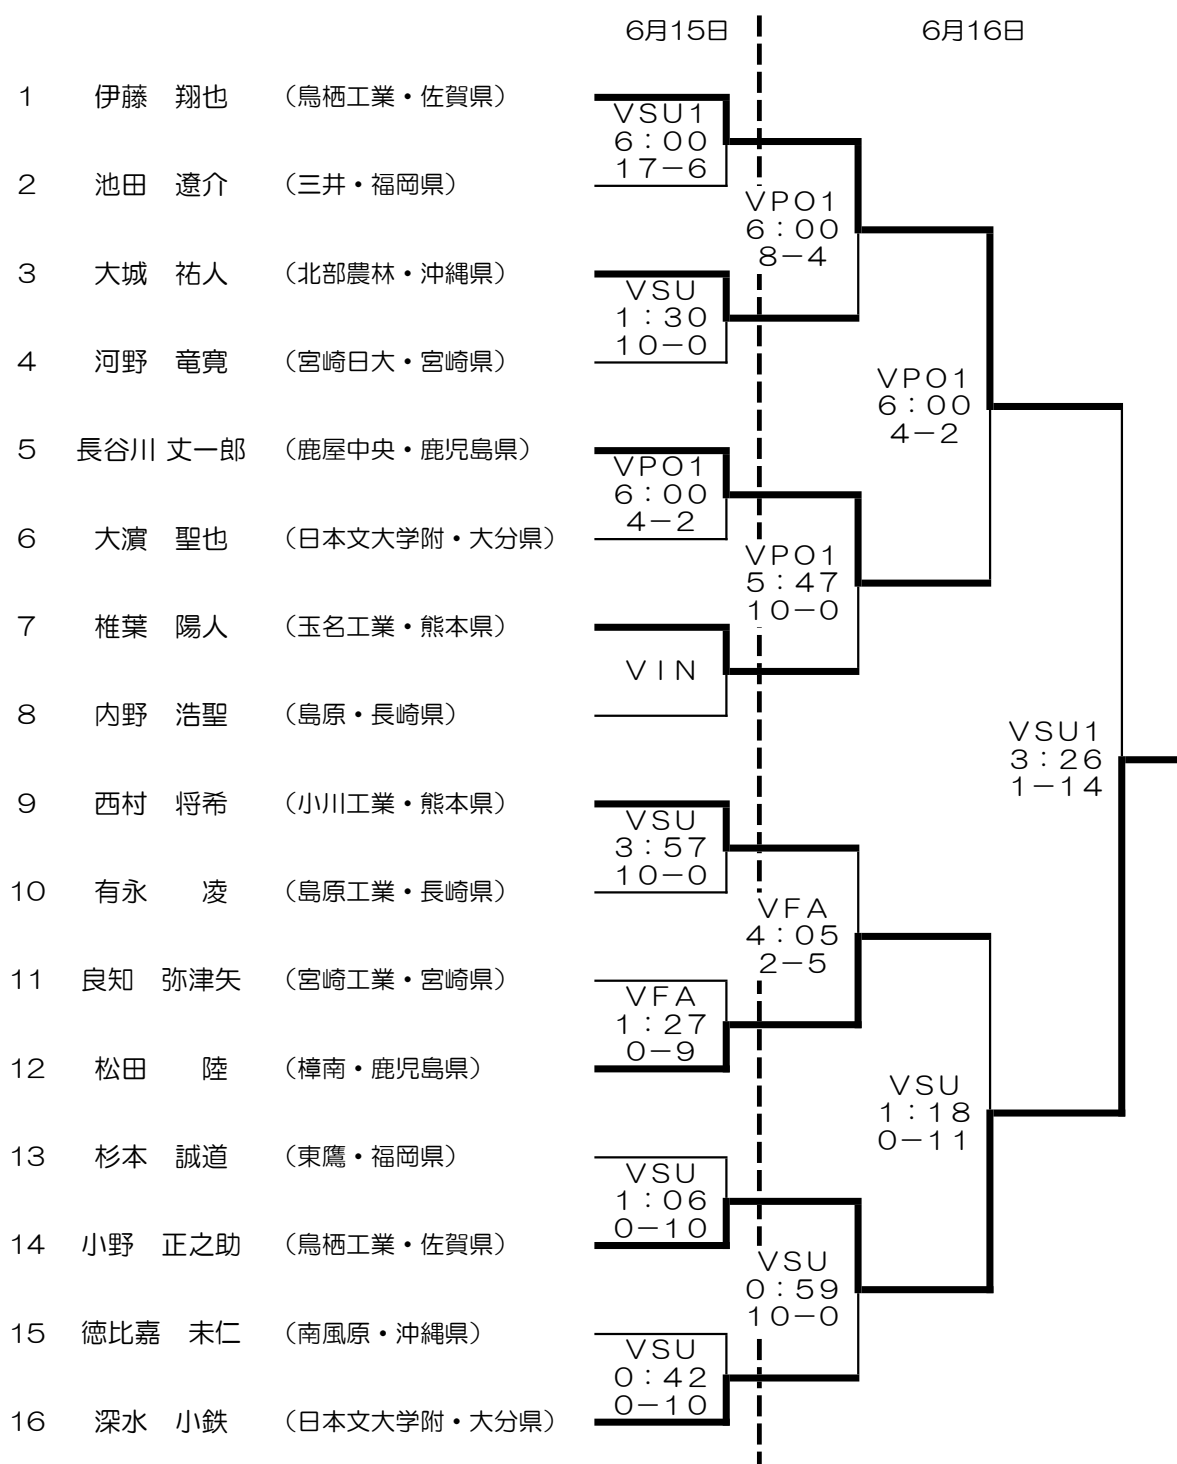 6月15日 6月16日
1 伊藤 翔也 （鳥栖工業・佐賀県）
VSU1
6：00
17－6
2 池田 遼介 （三井・福岡県）
VPO1
6：00
8－4
3 大城 祐人 （北部農林・沖縄県）
VSU
1：30
10－0
4 河野 竜寛 （宮崎日大・宮崎県）
VPO1
6：00
4－2
5 長谷川 丈一郎 （鹿屋中央・鹿児島県）
VPO1
6：00
4－2
6 大濵 聖也 （日本文大学附・大分県）
VPO1
5：47
10－0
7 椎葉 陽人 （玉名工業・熊本県）
VIN
8 内野 浩聖 （島原・長崎県）
VSU1
3：26
1－14
9 西村 将希 （小川工業・熊本県）
VSU
3：57
10－0
10 有永 凌 （島原工業・長崎県）
VFA
4：05
2－5
11 良知 弥津矢 （宮崎工業・宮崎県）
VFA
1：27
0－9
12 松田 陸 （樟南・鹿児島県）
VSU
1：18
0－11
13 杉本 誠道 （東鷹・福岡県）
VSU
1：06
0－10
14 小野 正之助 （鳥栖工業・佐賀県）
VSU
0：59
10－0
15 徳比嘉 未仁 （南風原・沖縄県）
VSU
0：42
0－10
16 深水 小鉄 （日本文大学附・大分県）